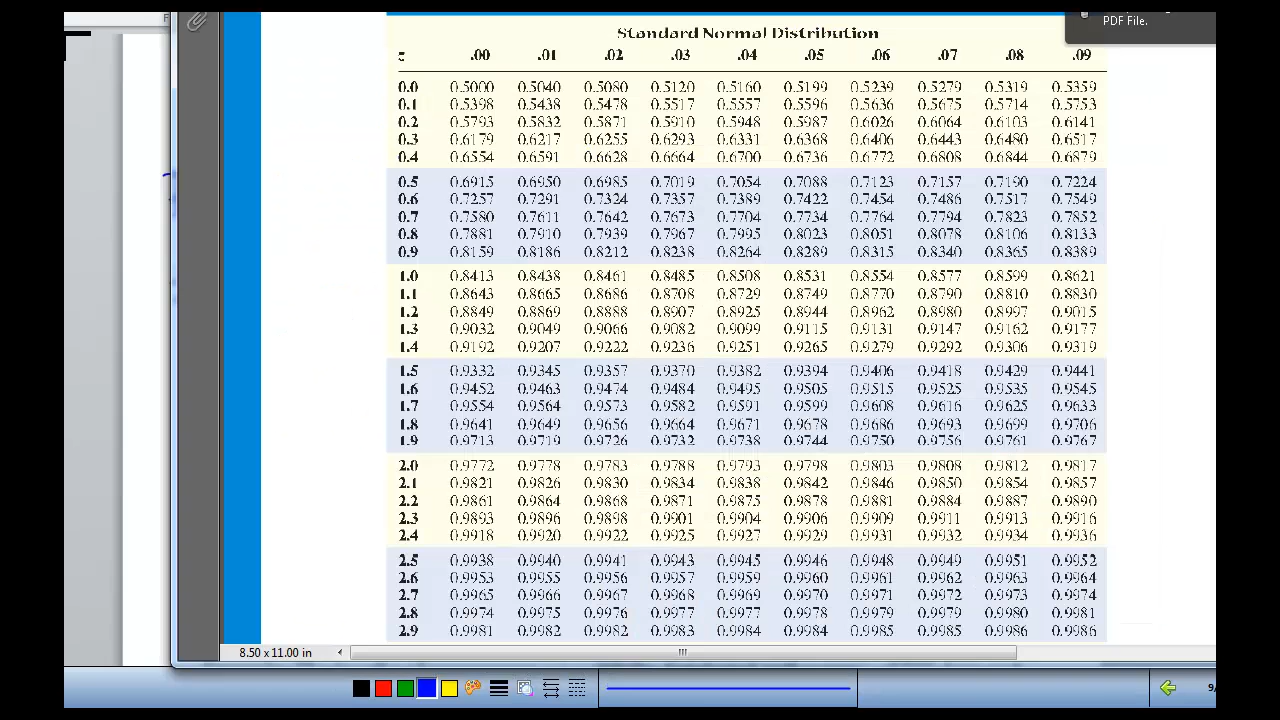 PDF File.
Standard Normal Distribution
z .00 .01 .02 .03 .04 .05 .06 .07 .08 .09
0.0 0.5000 0.5040 0.5080 0.5120 0.5160 0.5199 0.5239 0.5279 0.5319 0.5359
0.1 0.5398 0.5438 0.5478 0.5517 0.5557 0.5596 0.5636 0.5675 0.5714 0.5753
0.2 0.5793 0.5832 0.5871 0.5910 0.5948 0.5987 0.6026 0.6064 0.6103 0.6141
0.3 0.6179 0.6217 0.6255 0.6293 0.6331 0.6368 0.6406 0.6443 0.6480 0.6517
0.4 0.6554 0.6591 0.6628 0.6664 0.6700 0.6736 0.6772 0.6808 0.6844 0.6879
0.5 0.6915 0.6950 0.6985 0.7019 0.7054 0.7088 0.7123 0.7157 0.7190 0.7224
0.6 0.7257 0.7291 0.7324 0.7357 0.7389 0.7422 0.7454 0.7486 0.7517 0.7549
0.7 0.7580 0.7611 0.7642 0.7673 0.7704 0.7734 0.7764 0.7794 0.7823 0.7852
0.8 0.7881 0.7910 0.7939 0.7967 0.7995 0.8023 0.8051 0.8078 0.8106 0.8133
0.9 0.8159 0.8186 0.8212 0.8238 0.8264 0.8289 0.8315 0.8340 0.8365 0.8389
1.0 0.8413 0.8438 0.8461 0.8485 0.8508 0.8531 0.8554 0.8577 0.8599 0.8621
1.1 0.8643 0.8665 0.8686 0.8708 0.8729 0.8749 0.8770 0.8790 0.8810 0.8830
1.2 0.8849 0.8869 0.8888 0.8907 0.8925 0.8944 0.8962 0.8980 0.8997 0.9015
1.3 0.9032 0.9049 0.9066 0.9082 0.9099 0.9115 0.9131 0.9147 0.9162 0.9177
1.4 0.9192 0.9207 0.9222 0.9236 0.9251 0.9265 0.9279 0.9292 0.9306 0.9319
1.5 0.9332 0.9345 0.9357 0.9370 0.9382 0.9394 0.9406 0.9418 0.9429 0.9441
1.6 0.9452 0.9463 0.9474 0.9484 0.9495 0.9505 0.9515 0.9525 0.9535 0.9545
1.7 0.9554 0.9564 0.9573 0.9582 0.9591 0.9599 0.9608 0.9616 0.9625 0.9633
1.8 0.9641 0.9649 0.9656 0.9664 0.9671 0.9678 0.9686 0.9693 0.9699 0.9706
1.9 0.9713 0.9719 0.9726 0.9732 0.9738 0.9744 0.9750 0.9756 0.9761 0.9767
2.0 0.9772 0.9778 0.9783 0.9788 0.9793 0.9798 0.9803 0.9808 0.9812 0.9817
2.1 0.9821 0.9826 0.9830 0.9834 0.9838 0.9842 0.9846 0.9850 0.9854 0.9857
2.2 0.9861 0.9864 0.9868 0.9871 0.9875 0.9878 0.9881 0.9884 0.9887 0.9890
2.3 0.9893 0.9896 0.9898 0.9901 0.9904 0.9906 0.9909 0.9911 0.9913 0.9916
2.4 0.9918 0.9920 0.9922 0.9925 0.9927 0.9929 0.9931 0.9932 0.9934 0.9936
2.5 0.9938 0.9940 0.9941 0.9943 0.9945 0.9946 0.9948 0.9949 0.9951 0.9952
2.6 0.9953 0.9955 0.9956 0.9957 0.9959 0.9960 0.9961 0.9962 0.9963 0.9964
2.7 0.9965 0.9966 0.9967 0.9968 0.9969 0.9970 0.9971 0.9972 0.9973 0.9974
2.8 0.9974 0.9975 0.9976 0.9977 0.9977 0.9978 0.9979 0.9979 0.9980 0.9981
2.9 0.9981 0.9982 0.9982 0.9983 0.9984 0.9984 0.9985 0.9985 0.9986 0.9986
8.50 x 11.00 in
9/